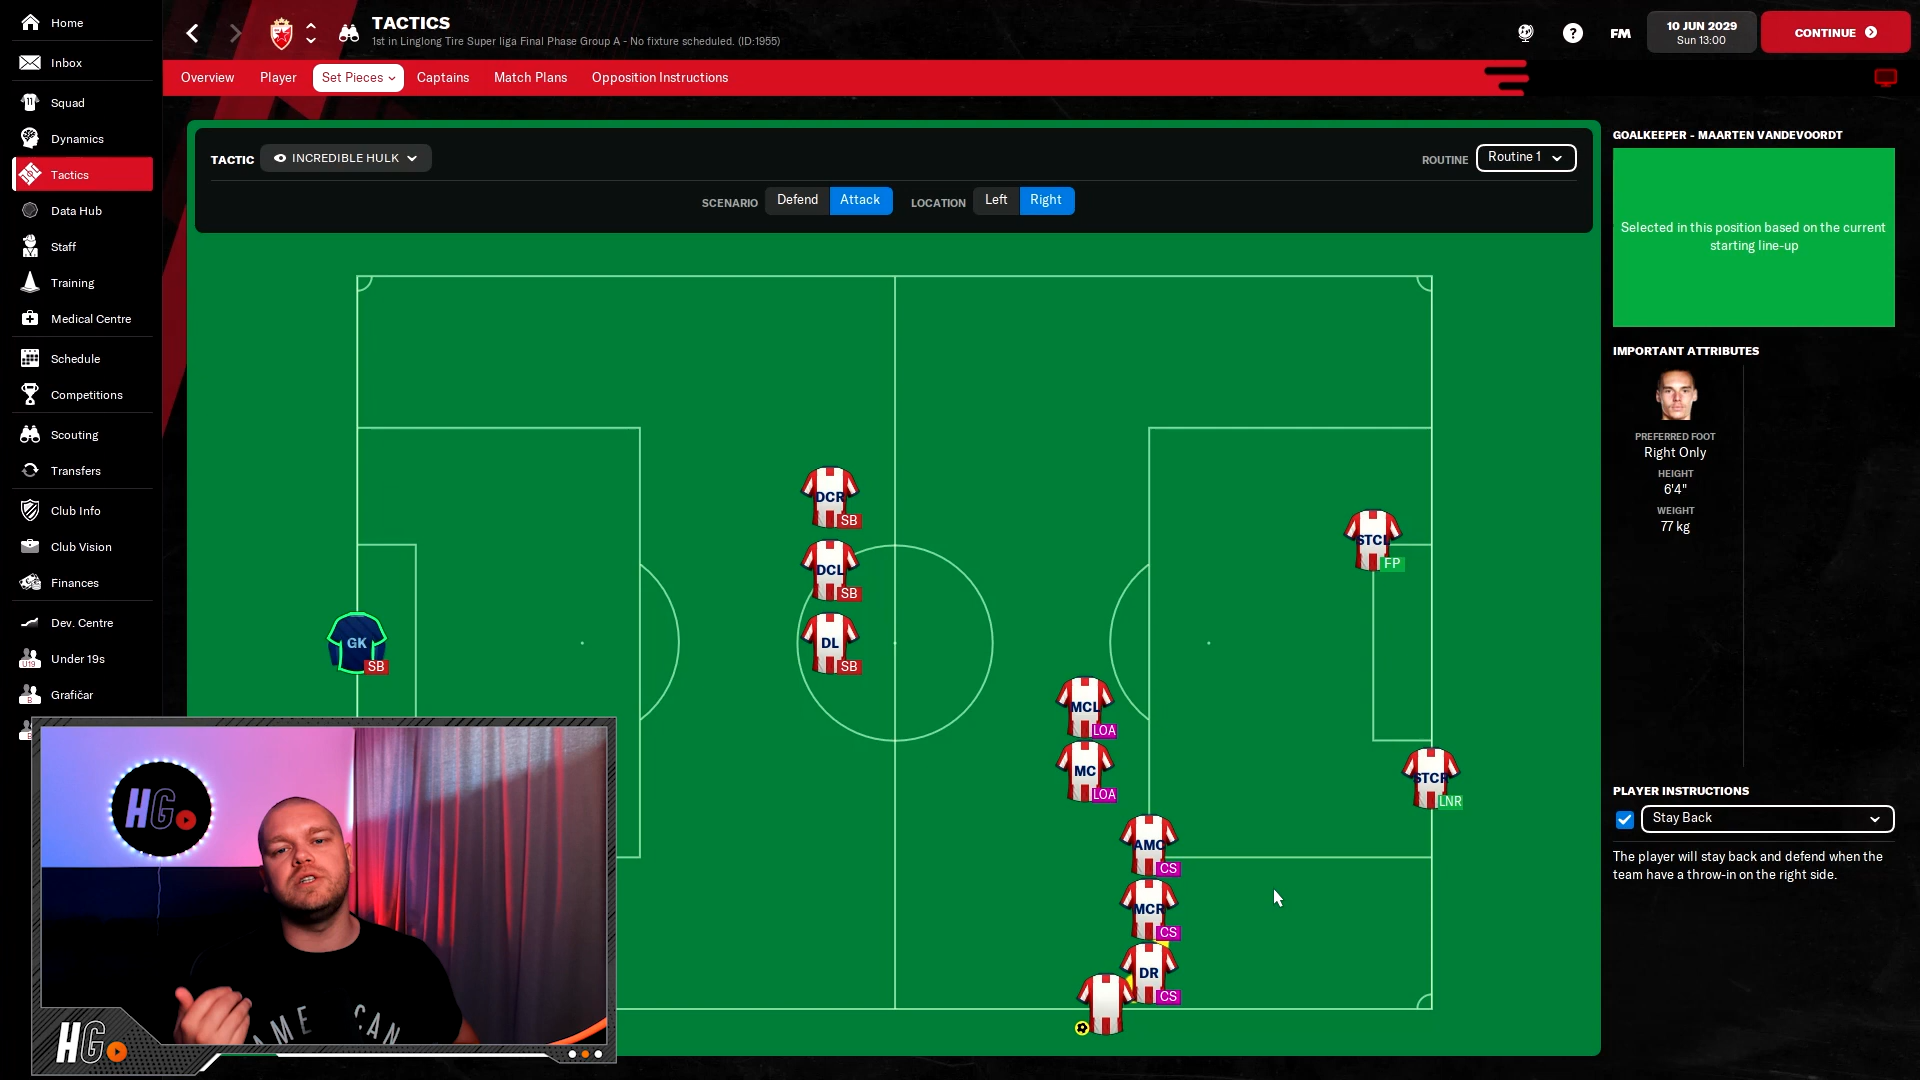 Home
Inbox
Squad
Dynamics
Tactics
Data Hub
Staff
Training
Medical Centre
Schedule
Competitions
Scouting
Transfers
Club Info
Club Vision
Finances
Dev. Centre
Under 19s
Grafičar
TACTICS
1st in Linglong Tire Super liga Final Phase Group A - No fixture scheduled. (ID:1955)
FM
10 JUN 2029
Sun 13:00
CONTINUE
Overview
Player
Set Pieces
Captains
Match Plans
Opposition Instructions
TACTIC
INCREDIBLE HULK
ROUTINE
Routine 1
SCENARIO
Defend
Attack
LOCATION
Left
Right
DCR
SB
DCL
SB
DL
SB
GK
SB
STCL
FP
MCL
LOA
MC
LOA
STCR
LNR
AMC
CS
MCR
CS
DR
CS
GOALKEEPER - MAARTEN VANDEVOORDT
Selected in this position based on the current
starting line-up
IMPORTANT ATTRIBUTES
PREFERRED FOOT
Right Only
HEIGHT
6'4"
WEIGHT
77 kg
PLAYER INSTRUCTIONS
Stay Back
The player will stay back and defend when the
team have a throw-in on the right side.
HG
AME CAN
HG